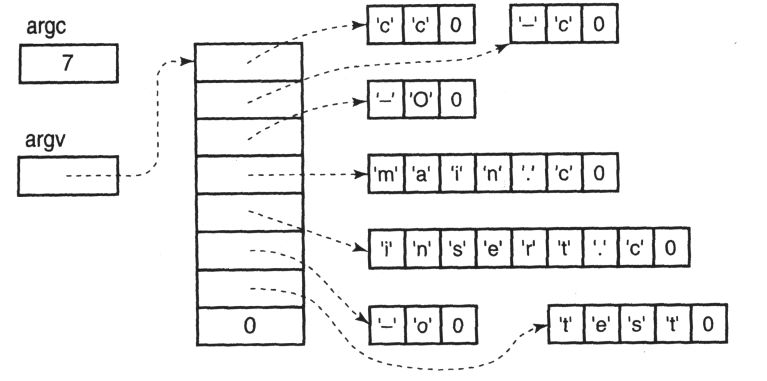 argc
7
argv
0
'c' 'c' 0
'–' 'c' 0
'–' 'O' 0
'm' 'a' 'i' 'n' '.' 'c' 0
'i' 'n' 's' 'e' 'r' 't' '.' 'c' 0
'–' 'o' 0
't' 'e' 's' 't' 0